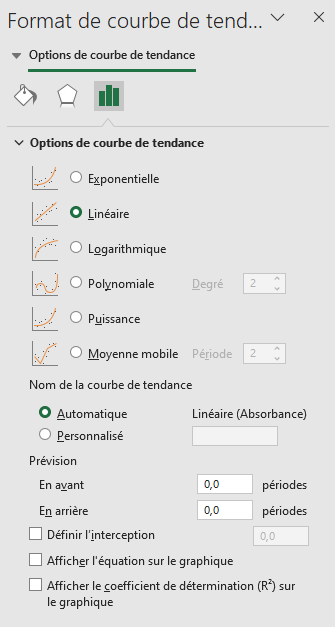 Format de courbe de tend...
Options de courbe de tendance
Options de courbe de tendance
Exponentielle
Linéaire
Logarithmique
Polynomiale Degré 2
Puissance
Moyenne mobile Période 2
Nom de la courbe de tendance
Automatique Linéaire (Absorbance)
Personnalisé
Prévision
En avant 0,0 périodes
En arrière 0,0 périodes
Définir l'interception 0,0
Afficher l'équation sur le graphique
Afficher le coefficient de détermination (R²) sur
le graphique